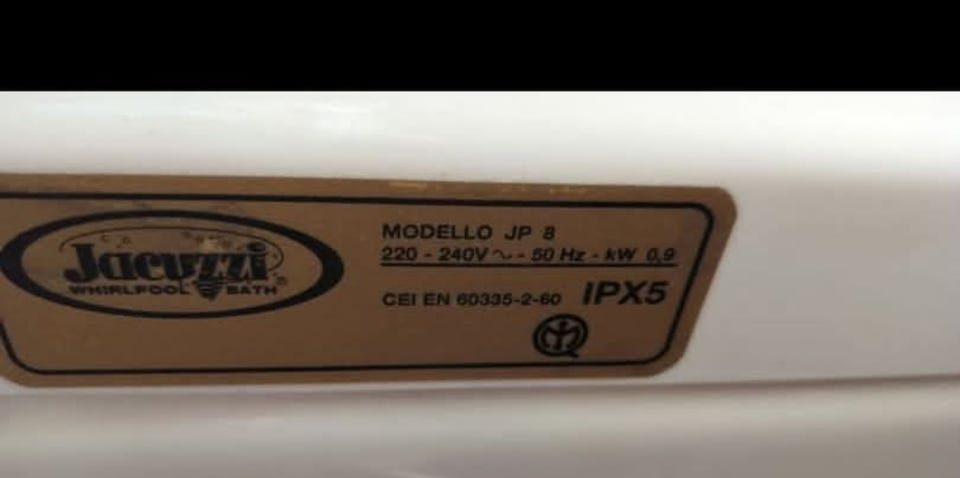 Jacuzzi®
WHIRLPOOL BATH
MODELLO JP 8
220 - 240V ~ - 50 Hz - kW 0,9
CEI EN 60335-2-60 IPX5